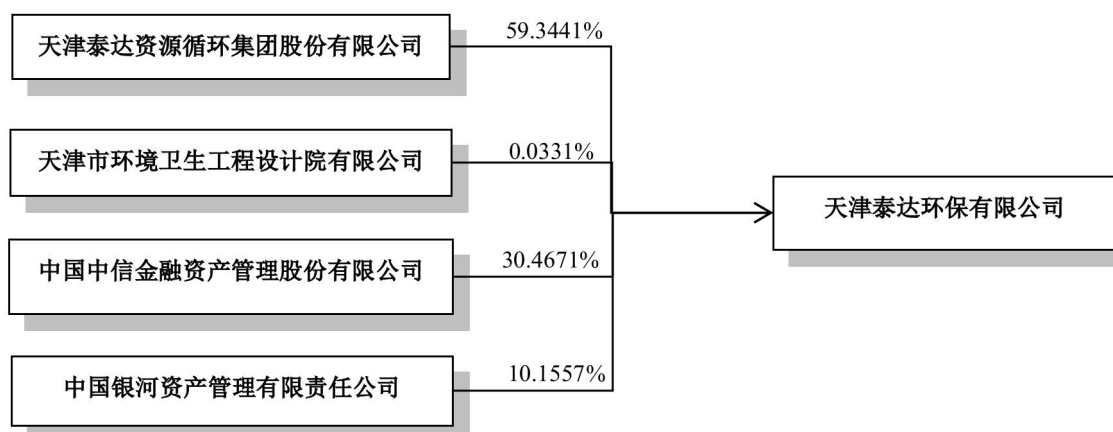 天津泰达资源循环集团股份有限公司
59.3441%
天津市环境卫生工程设计院有限公司
0.0331%
天津泰达环保有限公司
中国中信金融资产管理股份有限公司
30.4671%
中国银河资产管理有限责任公司
10.1557%